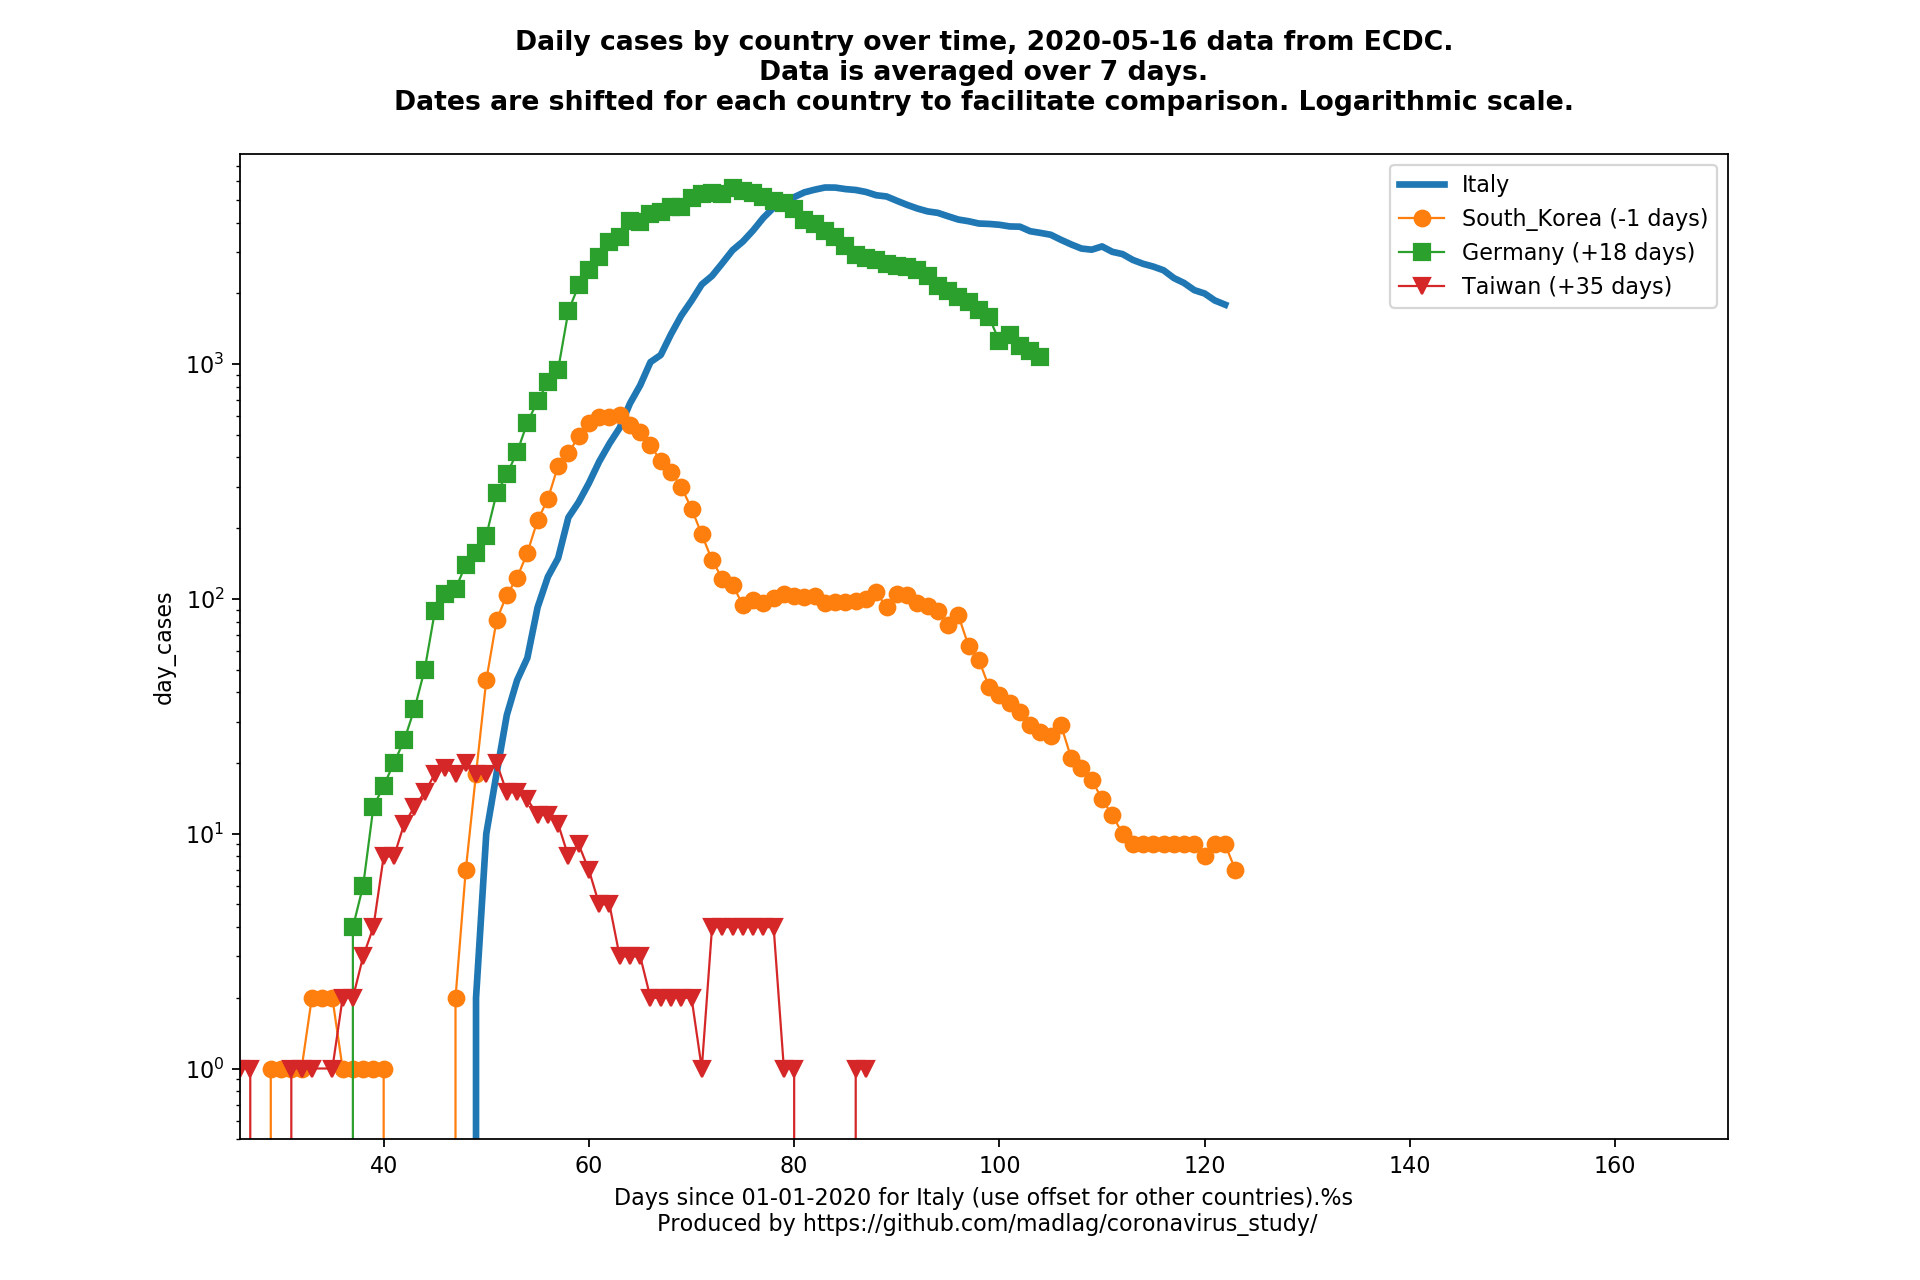 Daily cases by country over time, 2020-05-16 data from ECDC.
Data is averaged over 7 days.
Dates are shifted for each country to facilitate comparison. Logarithmic scale.
Italy
South_Korea (-1 days)
Germany (+18 days)
Taiwan (+35 days)
day_cases
10³
10²
10¹
10⁰
40 60 80 100 120 140 160
Days since 01-01-2020 for Italy (use offset for other countries).%s
Produced by https://github.com/madlag/coronavirus_study/